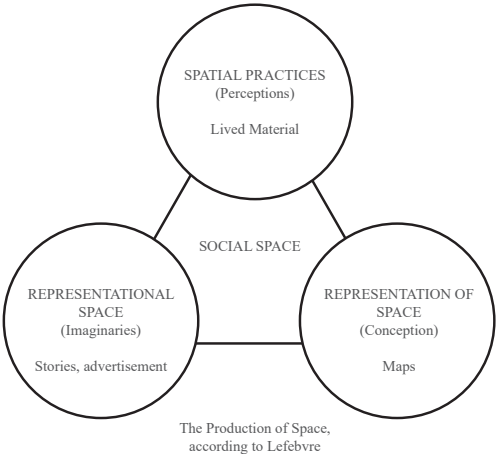 SPATIAL PRACTICES
(Perceptions)
Lived Material
SOCIAL SPACE
REPRESENTATIONAL
SPACE
(Imaginaries)
Stories, advertisement
REPRESENTATION OF
SPACE
(Conception)
Maps
The Production of Space,
according to Lefebvre